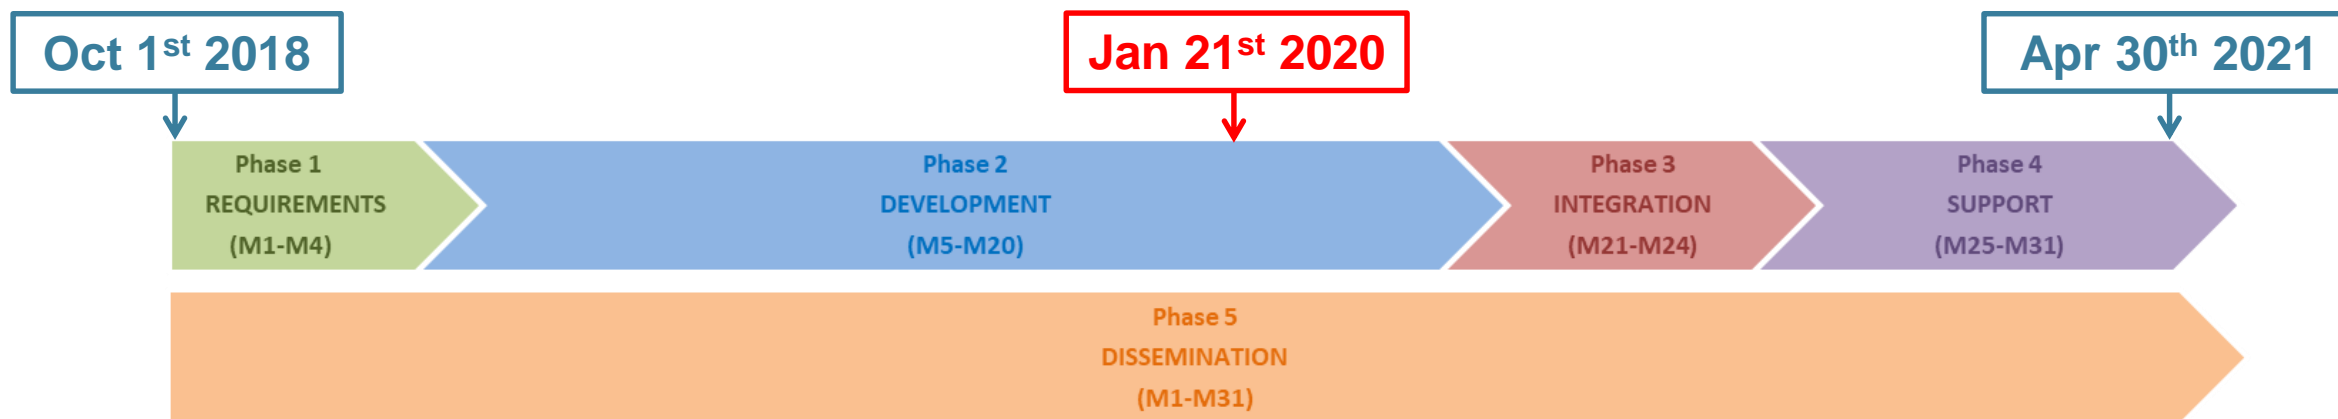 Oct 1st 2018
Jan 21st 2020
Apr 30th 2021
Phase 1
REQUIREMENTS
(M1-M4)
Phase 2
DEVELOPMENT
(M5-M20)
Phase 3
INTEGRATION
(M21-M24)
Phase 4
SUPPORT
(M25-M31)
Phase 5
DISSEMINATION
(M1-M31)